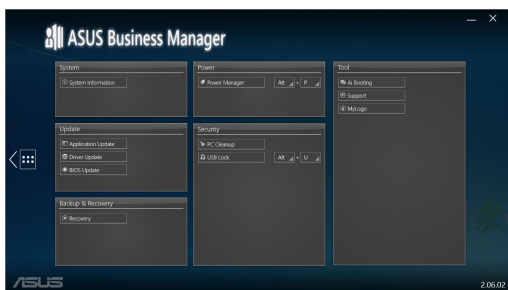 ASUS Business Manager
System
System Information
Power
Power Manager Alt + P
Tool
Ai Booting
Support
MyLogo
Update
Application Update
Driver Update
BIOS Update
Security
PC Cleanup
USB Lock Alt + U
Backup & Recovery
Recovery
ASUS
2.06.02